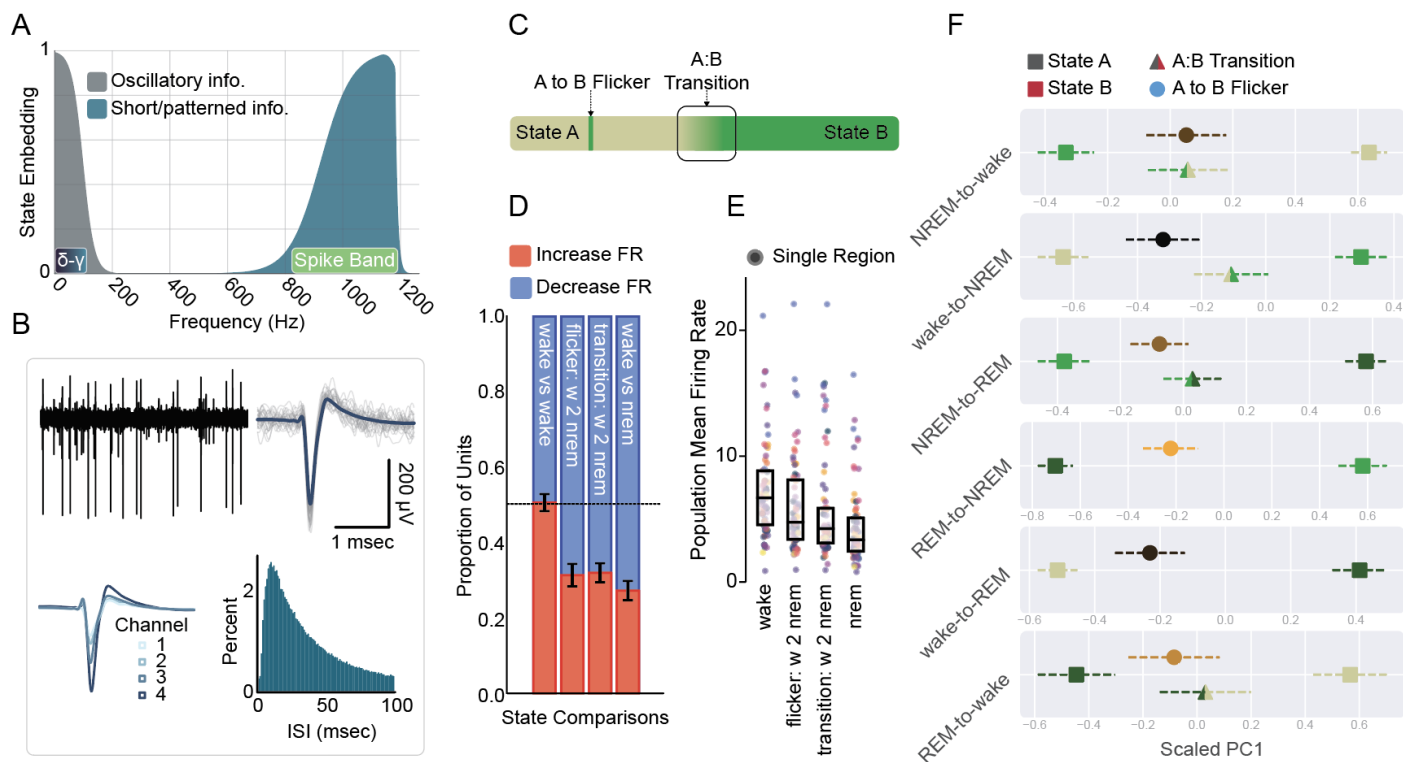 A
State Embedding
1
0
Oscillatory info.
Short/patterned info.
δ-γ
Spike Band
0
200
400
600
800
1000
1200
Frequency (Hz)
B
200 µV
1 msec
Channel
1
2
3
4
Percent
2
0
0
50
100
ISI (msec)
C
A to B Flicker
A:B
Transition
State A
State B
D
Increase FR
Decrease FR
Proportion of Units
1.0
0.8
0.6
0.4
0.2
0.0
wake vs wake
flicker: w 2 nrem
transition: w 2 nrem
wake vs nrem
State Comparisons
E
Single Region
Population Mean Firing Rate
20
10
0
wake
flicker: w 2 nrem
transition: w 2 nrem
nrem
F
State A
A:B Transition
State B
A to B Flicker
NREM-to-wake
−0.4 −0.2 0.0 0.2 0.4 0.6
wake-to-NREM
−0.6 −0.4 −0.2 0.0 0.2 0.4
NREM-to-REM
−0.4 −0.2 0.0 0.2 0.4 0.6
REM-to-NREM
−0.8 −0.6 −0.4 −0.2 0.0 0.2 0.4 0.6
wake-to-REM
−0.6 −0.4 −0.2 0.0 0.2 0.4
REM-to-wake
−0.6 −0.4 −0.2 0.0 0.2 0.4 0.6
Scaled PC1